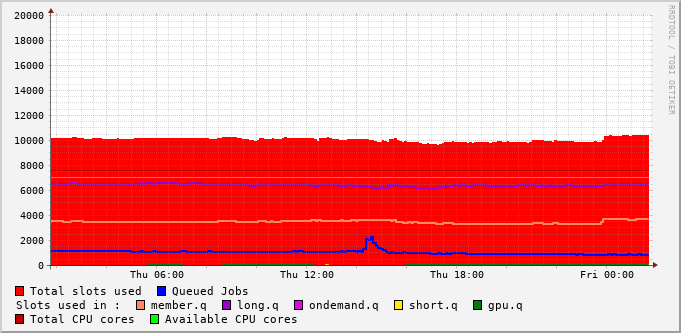 20000
18000
16000
14000
12000
10000
8000
6000
4000
2000
0
Thu 06:00 Thu 12:00 Thu 18:00 Fri 00:00
Total slots used Queued Jobs
Slots used in : member.q long.q ondemand.q short.q gpu.q
Total CPU cores Available CPU cores
RRDTOOL / TOBI OETIKER